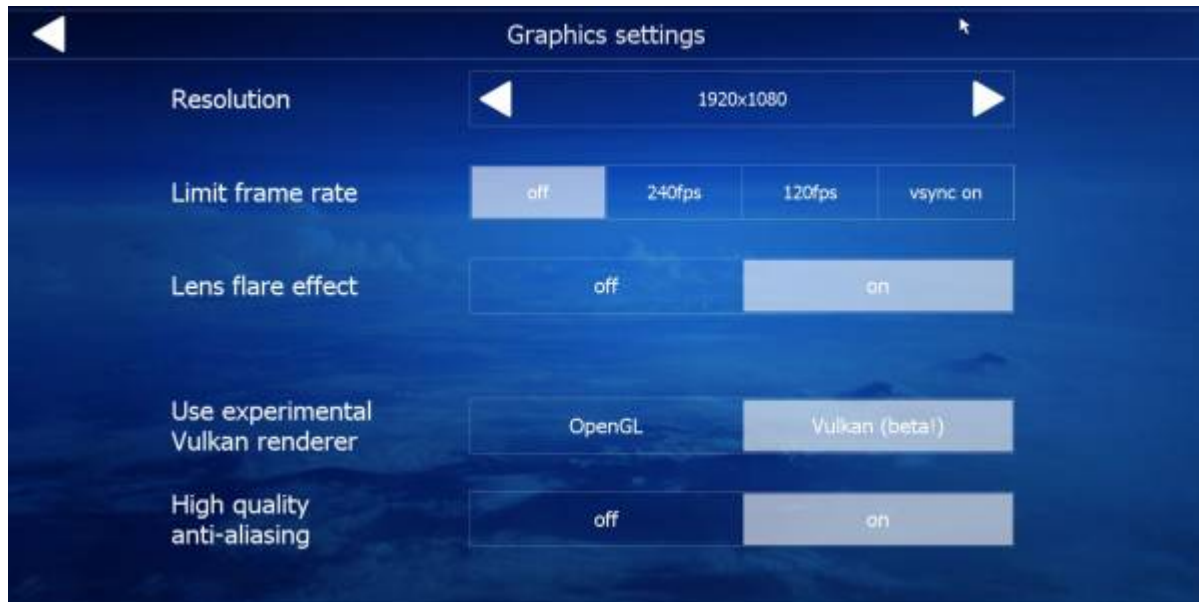 Graphics settings
Resolution
1920x1080
Limit frame rate
off 240fps 120fps vsync on
Lens flare effect
off on
Use experimental
Vulkan renderer
OpenGL Vulkan (beta!)
High quality
anti-aliasing
off on